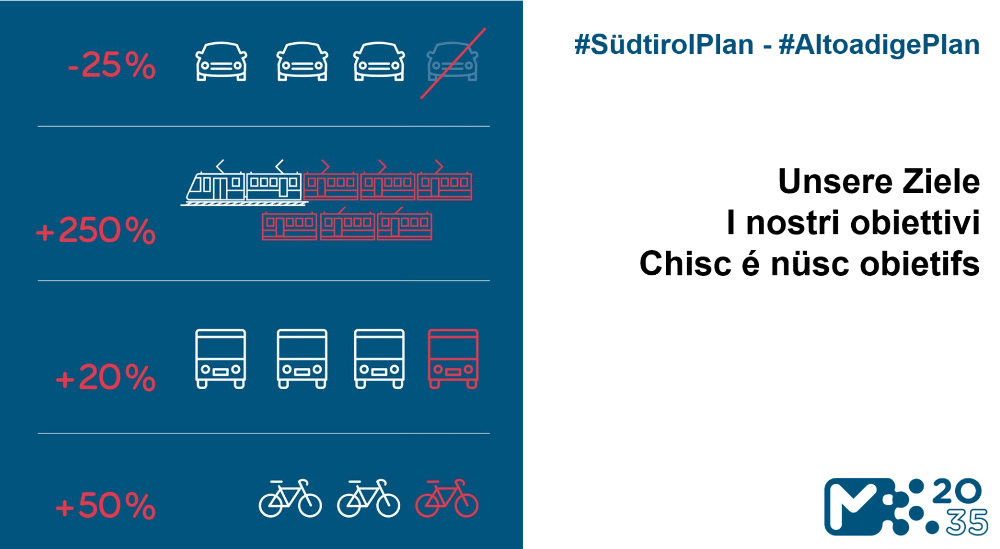 -25%
+250%
+20%
+50%
#SüdtirolPlan - #AltoadigePlan
Unsere Ziele
I nostri obiettivi
Chisc é nüsc obietifs
20
35